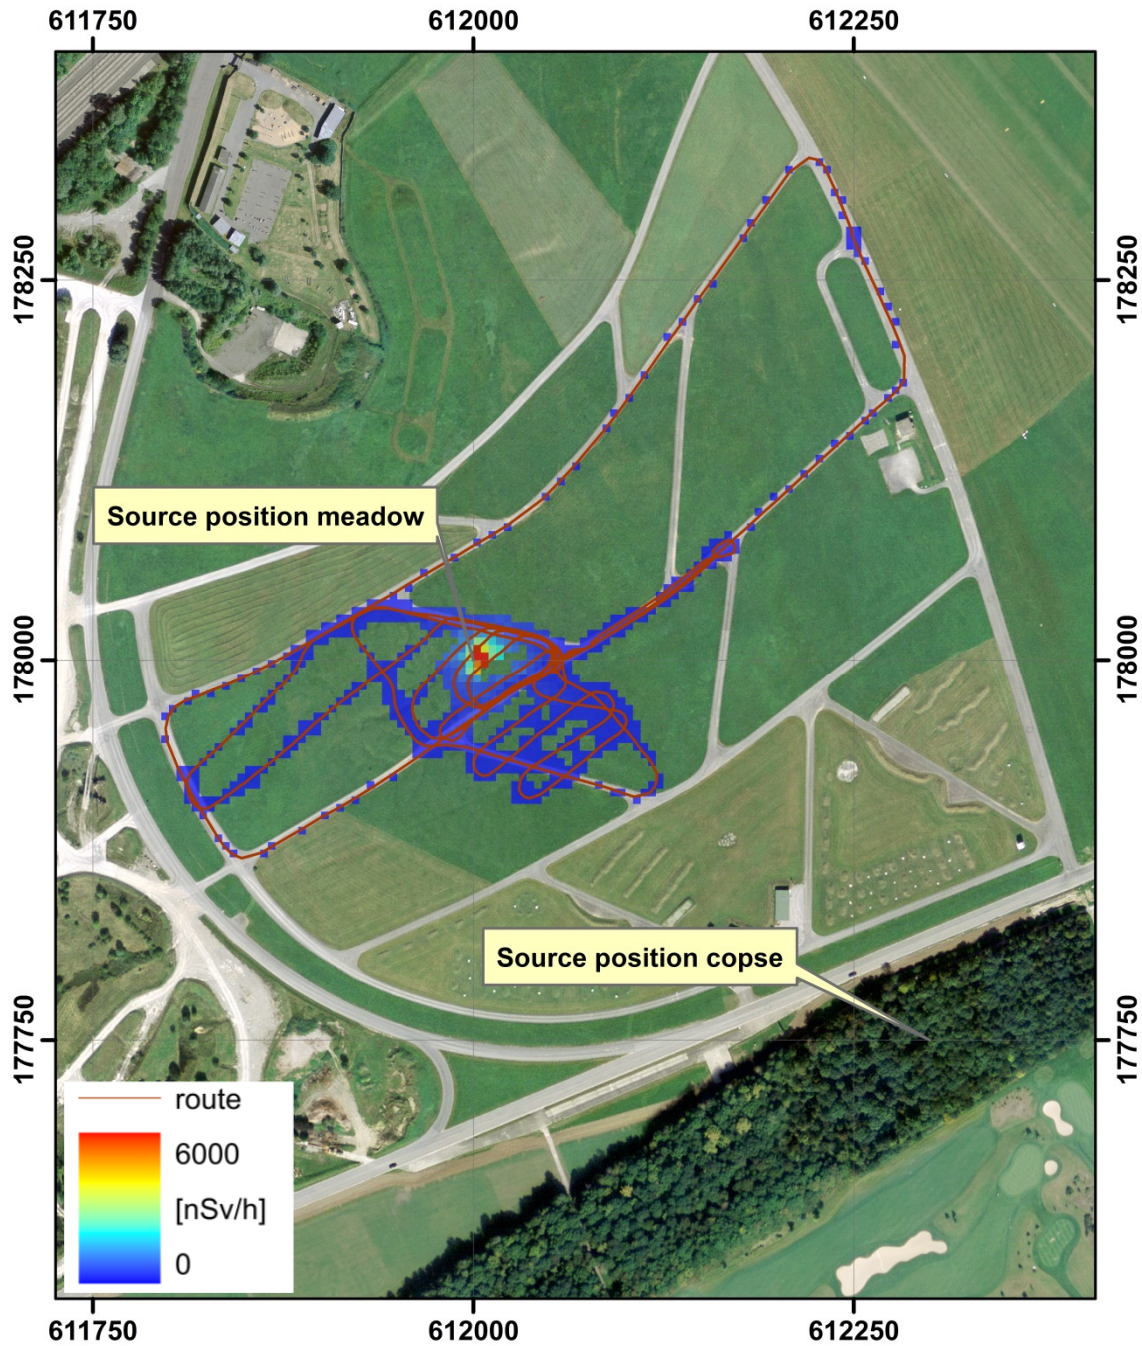 611750 612000 612250
178250 178250
Source position meadow
178000 178000
Source position copse
177750 177750
route
6000
[nSv/h]
0
611750 612000 612250